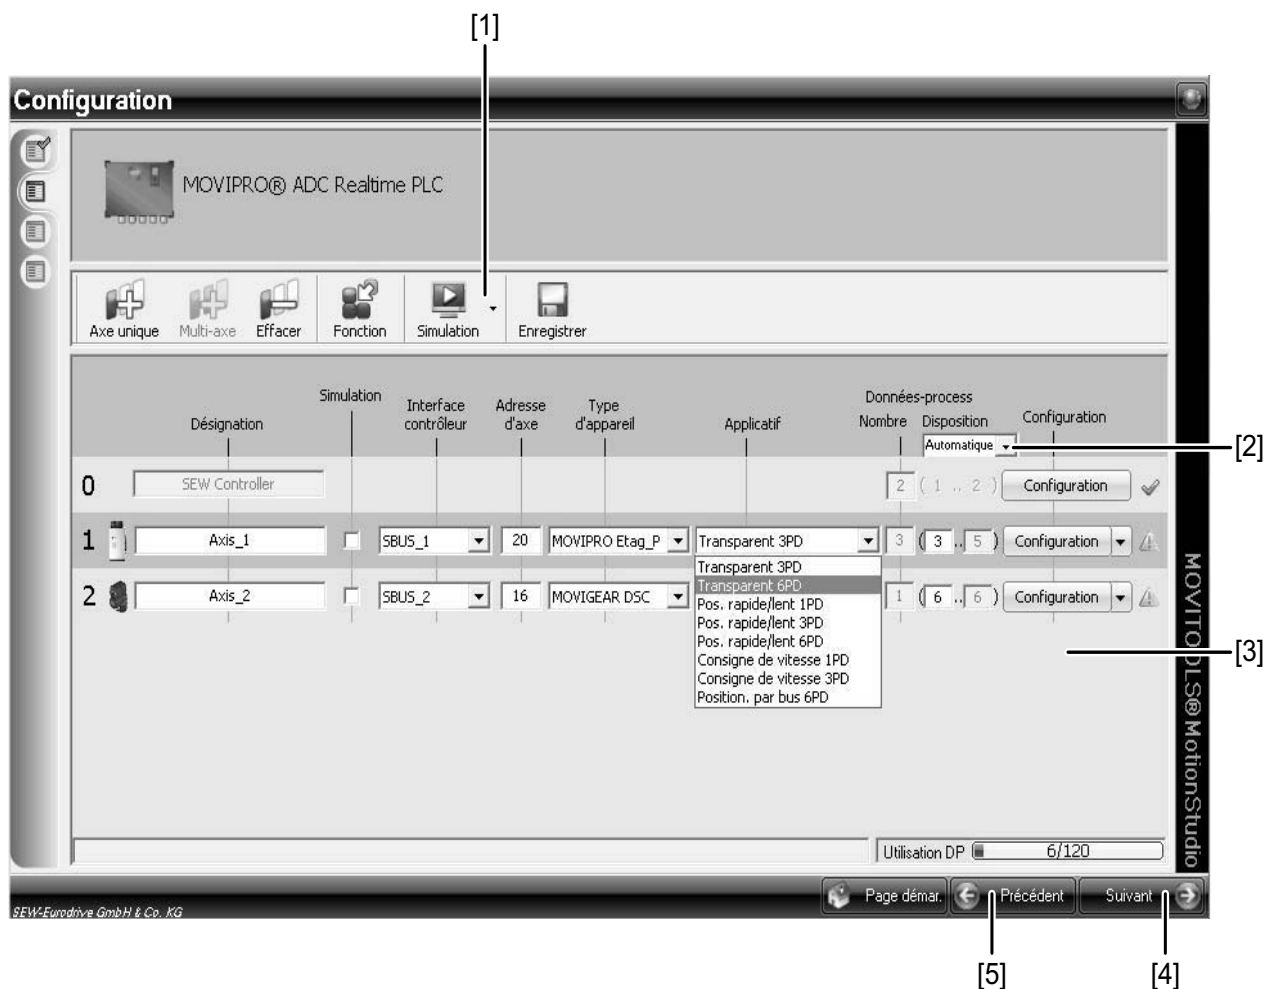 [1]
Configuration
MOVIPRO® ADC Realtime PLC
Axe unique
Multi-axe
Effacer
Fonction
Simulation
Enregistrer
Désignation
Simulation
Interface
contrôleur
Adresse
d'axe
Type
d'appareil
Applicatif
Données-process
Nombre
Disposition
Automatique
Configuration
[2]
0 SEW Controller 2 ( 1 .. 2 ) Configuration
1 Axis_1 SBUS_1 20 MOVIPRO Etag_P Transparent 3PD 3 ( 3 .. 5 ) Configuration
2 Axis_2 SBUS_2 16 MOVIGEAR DSC 1 ( 6 .. 6 ) Configuration
Transparent 3PD
Transparent 6PD
Pos. rapide/lent 1PD
Pos. rapide/lent 3PD
Pos. rapide/lent 6PD
Consigne de vitesse 1PD
Consigne de vitesse 3PD
Position. par bus 6PD
[3]
MOVITOOLS® MotionStudio
Utilisation DP 6/120
Page démar. Précédent Suivant
SEW-Eurodrive GmbH & Co. KG
[5]
[4]